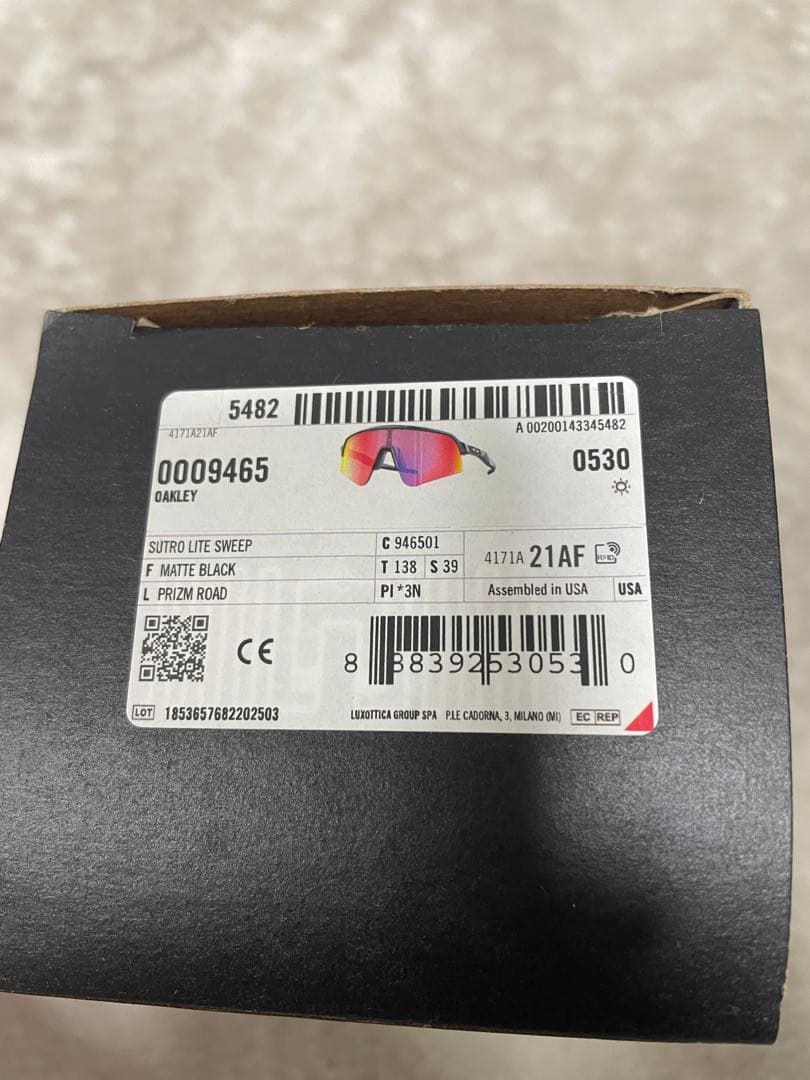 5482
4171A21AF
A 00200143345482
0009465
0530
OAKLEY
SUTRO LITE SWEEP
C 946501
F MATTE BLACK
T 138 S 39
4171A 21AF
RFID
L PRIZM ROAD
PI *3N
Assembled in USA
USA
CE
8 88392 53053 0
LOT 1853657682202503
LUXOTTICA GROUP SPA P.LE CADORNA, 3, MILANO (MI) EC REP